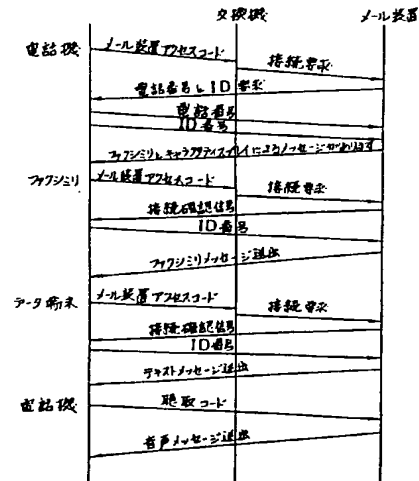 交換機
メール装置
電話機
メール装置アクセスコード
接続要求
電話番号とID要求
電話番号
ID番号
ファクシミリとキャラクタディスプレイによるメッセージがあります
ファクシミリ
メール装置アクセスコード
接続要求
接続確認信号
ID番号
ファクシミリメッセージ送出
データ端末
メール装置アクセスコード
接続要求
接続確認信号
ID番号
テキストメッセージ送出
電話機
聴取コード
音声メッセージ送出